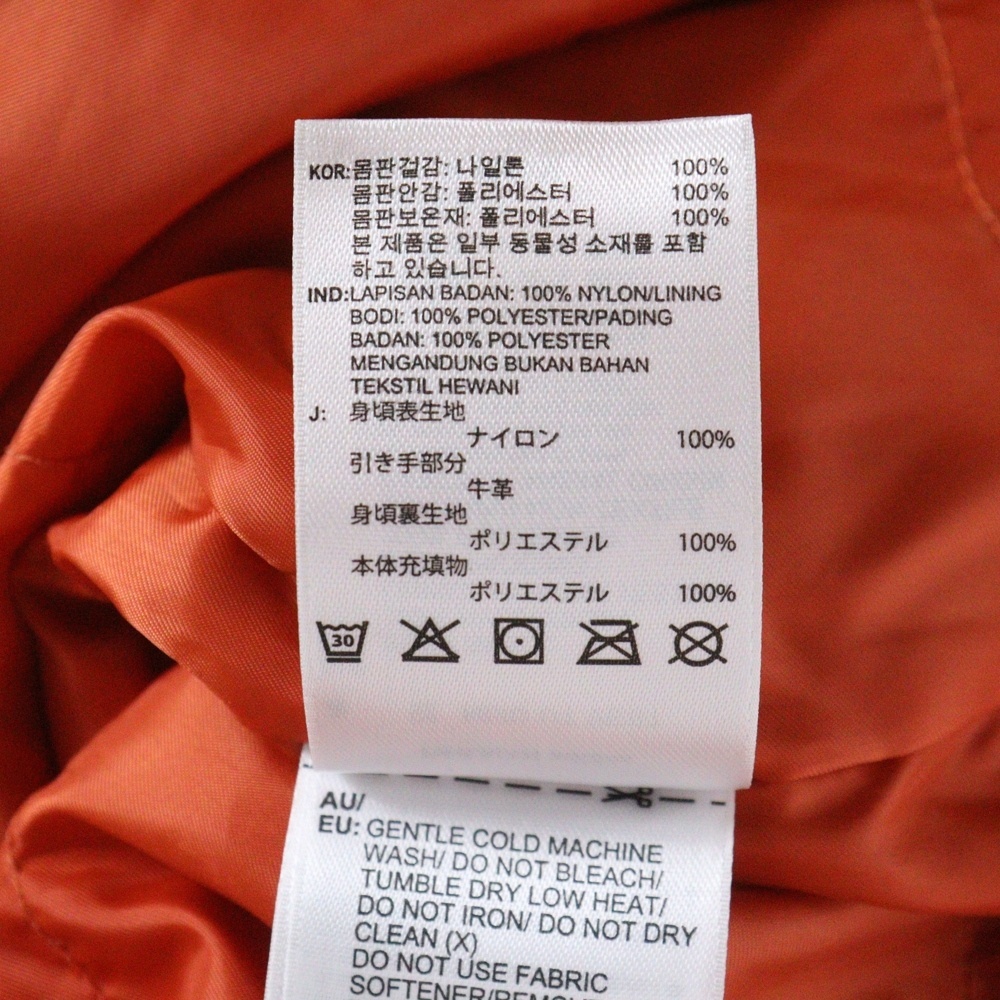 KOR:몸판겉감: 나일론 100%
몸판안감: 폴리에스터 100%
몸판보온재: 폴리에스터 100%
본 제품은 일부 동물성 소재를 포함
하고 있습니다.
IND:LAPISAN BADAN: 100% NYLON/LINING
BODI: 100% POLYESTER/PADING
BADAN: 100% POLYESTER
MENGANDUNG BUKAN BAHAN
TEKSTIL HEWANI
J: 身頃表生地
ナイロン 100%
引き手部分
牛革
身頃裏生地
ポリエステル 100%
本体充填物
ポリエステル 100%
30
AU/
EU: GENTLE COLD MACHINE
WASH/ DO NOT BLEACH/
TUMBLE DRY LOW HEAT/
DO NOT IRON/ DO NOT DRY
CLEAN (X)
DO NOT USE FABRIC
SOFTENER/